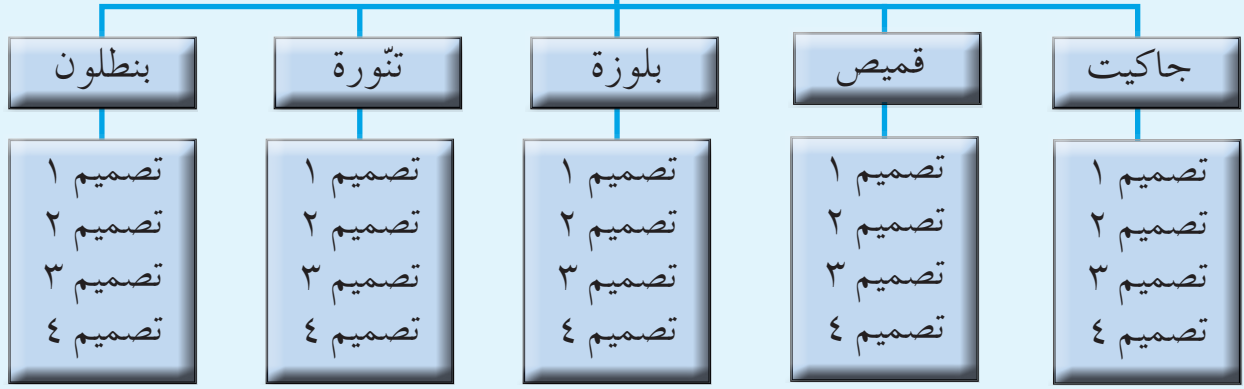 جاكيت
تصميم ١
تصميم ٢
تصميم ٣
تصميم ٤
قميص
تصميم ١
تصميم ٢
تصميم ٣
تصميم ٤
بلوزة
تصميم ١
تصميم ٢
تصميم ٣
تصميم ٤
تنّورة
تصميم ١
تصميم ٢
تصميم ٣
تصميم ٤
بنطلون
تصميم ١
تصميم ٢
تصميم ٣
تصميم ٤